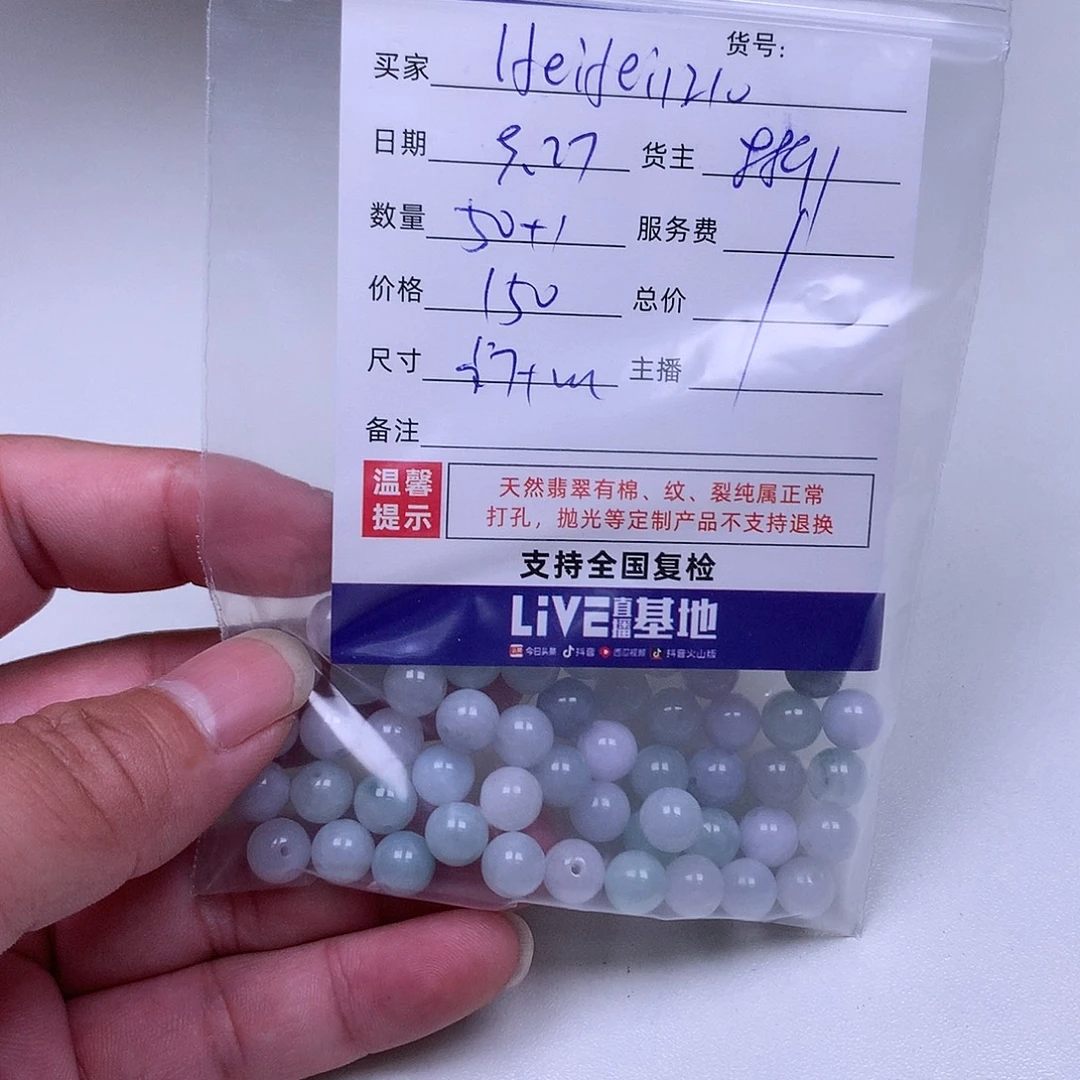 货号:
买家 HeiHei1210
日期 9.27 货主
数量 50+1 服务费
价格 150 总价
尺寸 主播
备注
温馨提示
天然翡翠有棉、纹、裂纯属正常
打孔，抛光等定制产品不支持退换
支持全国复检
LiVE直播基地
今日头条 抖音 西瓜视频 抖音火山版